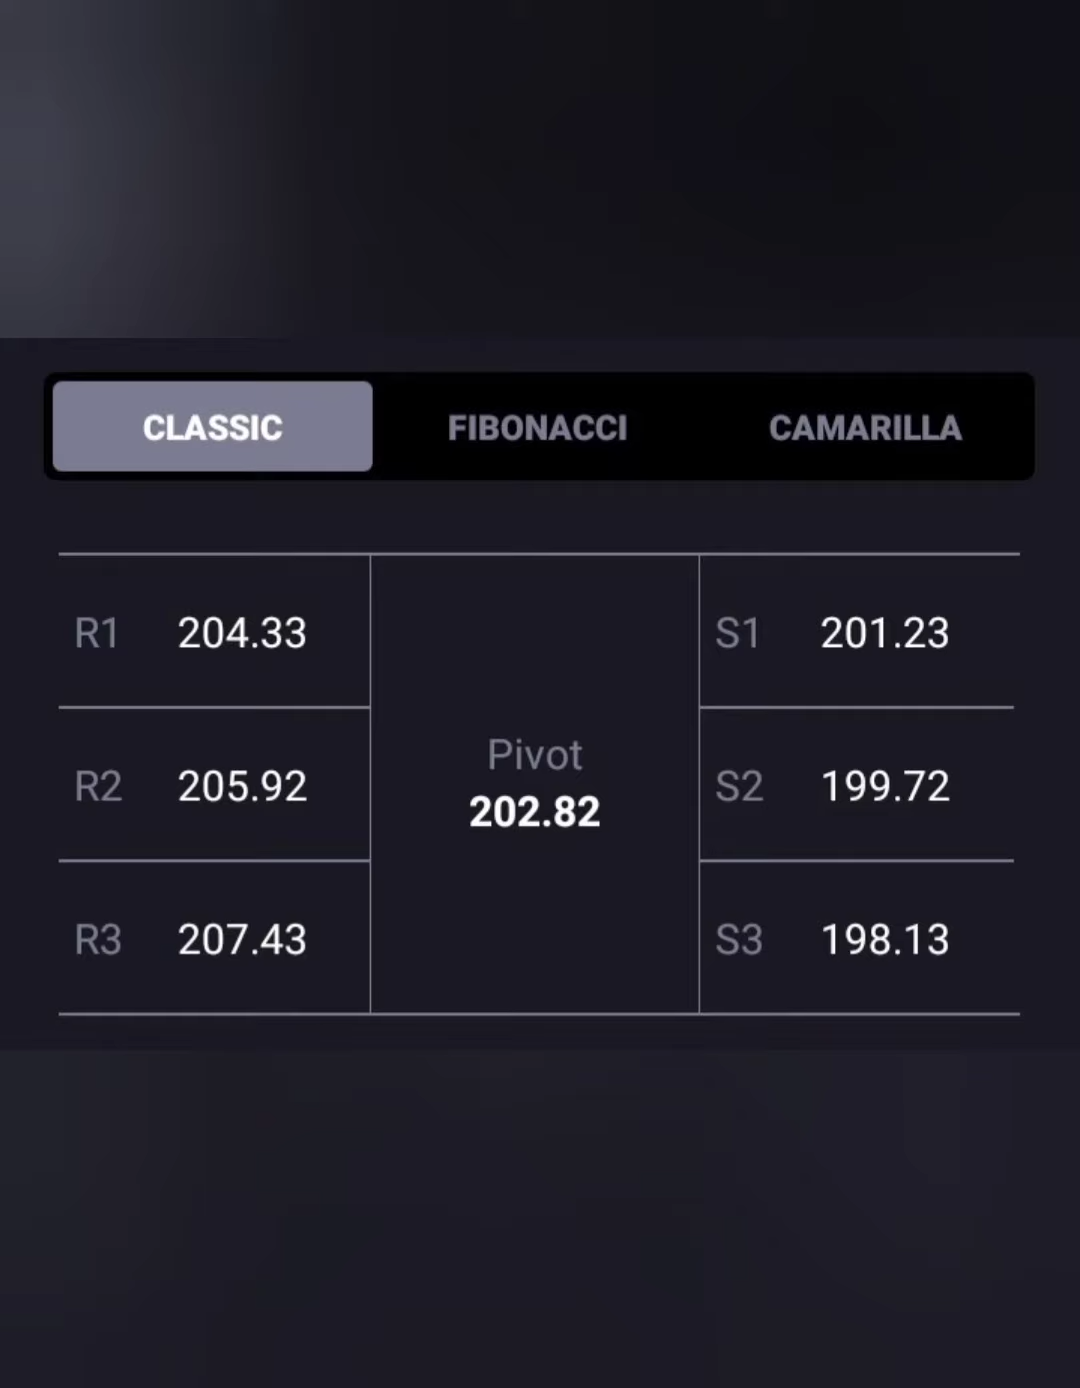 CLASSIC FIBONACCI CAMARILLA
R1 204.33
R2 205.92
R3 207.43
Pivot
202.82
S1 201.23
S2 199.72
S3 198.13